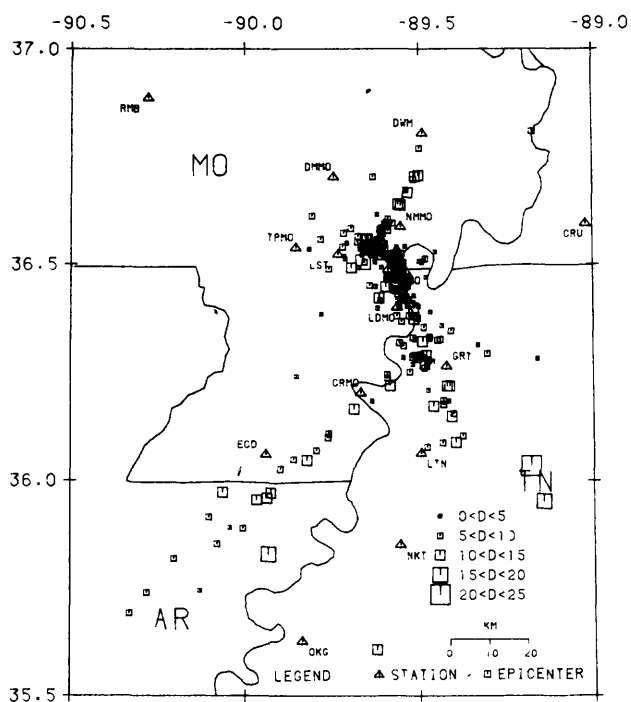 -90.5 -90.0 -89.5 -89.0
37.0
RMB
DWM
MO
DMMO
NMMO
CRU
TPMO
36.5
LST
LDMO
GRT
CRMO
ECD
LTN
36.0
TN
0<D<5
5<D<10
10<D<15
NKT
15<D<20
20<D<25
AR
KM
0 10 20
OKG
LEGEND STATION EPICENTER
35.5